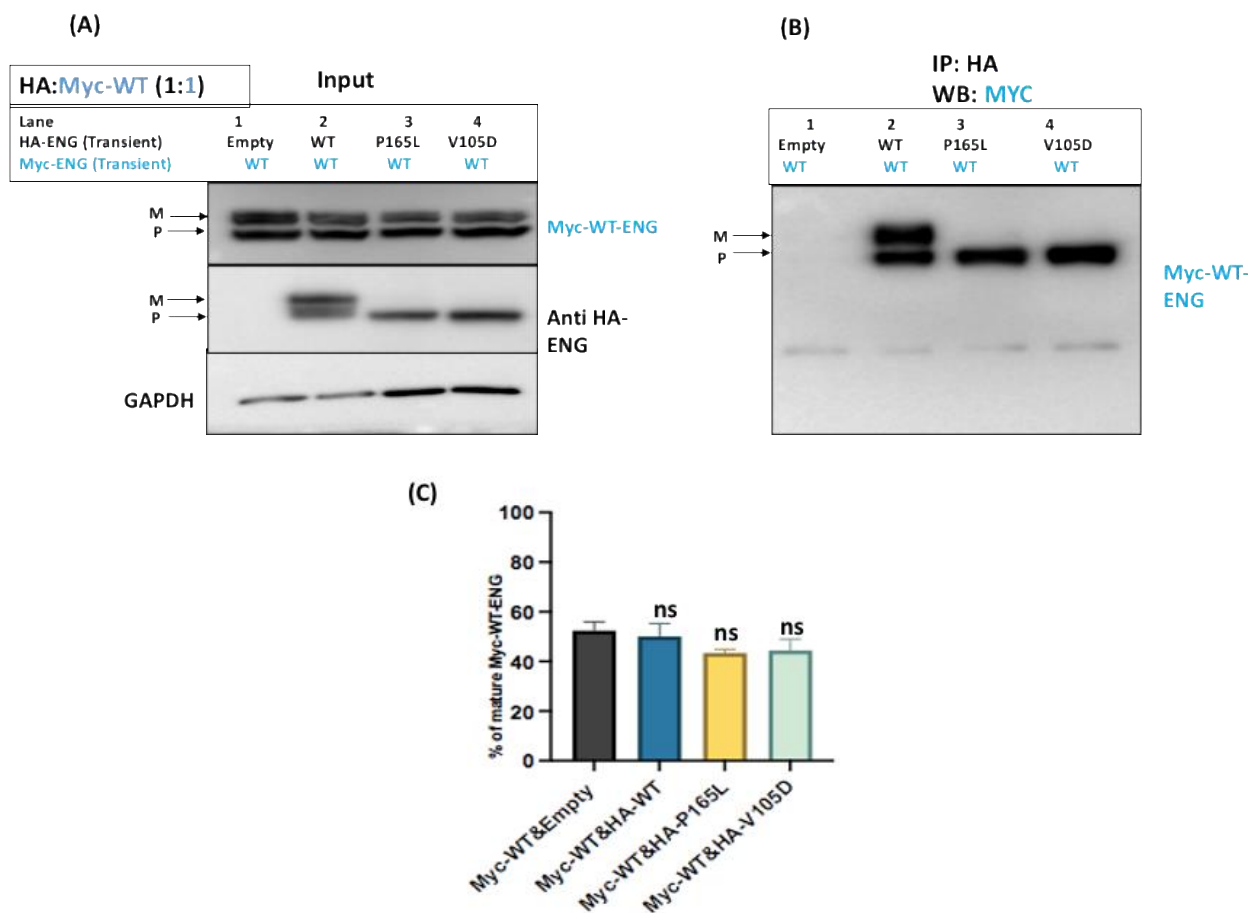 (A)
HA:Myc-WT (1:1)
Input
Lane 1 2 3 4
HA-ENG (Transient) Empty WT P165L V105D
Myc-ENG (Transient) WT WT WT WT
M
P
Myc-WT-ENG
M
P
Anti HA-
ENG
GAPDH
(B)
IP: HA
WB: MYC
1 2 3 4
Empty WT P165L V105D
WT WT WT WT
M
P
Myc-WT-
ENG
(C)
% of mature Myc-WT-ENG
100
80
60
40
20
0
ns
ns
ns
Myc-WT&Empty
Myc-WT&HA-WT
Myc-WT&HA-P165L
Myc-WT&HA-V105D